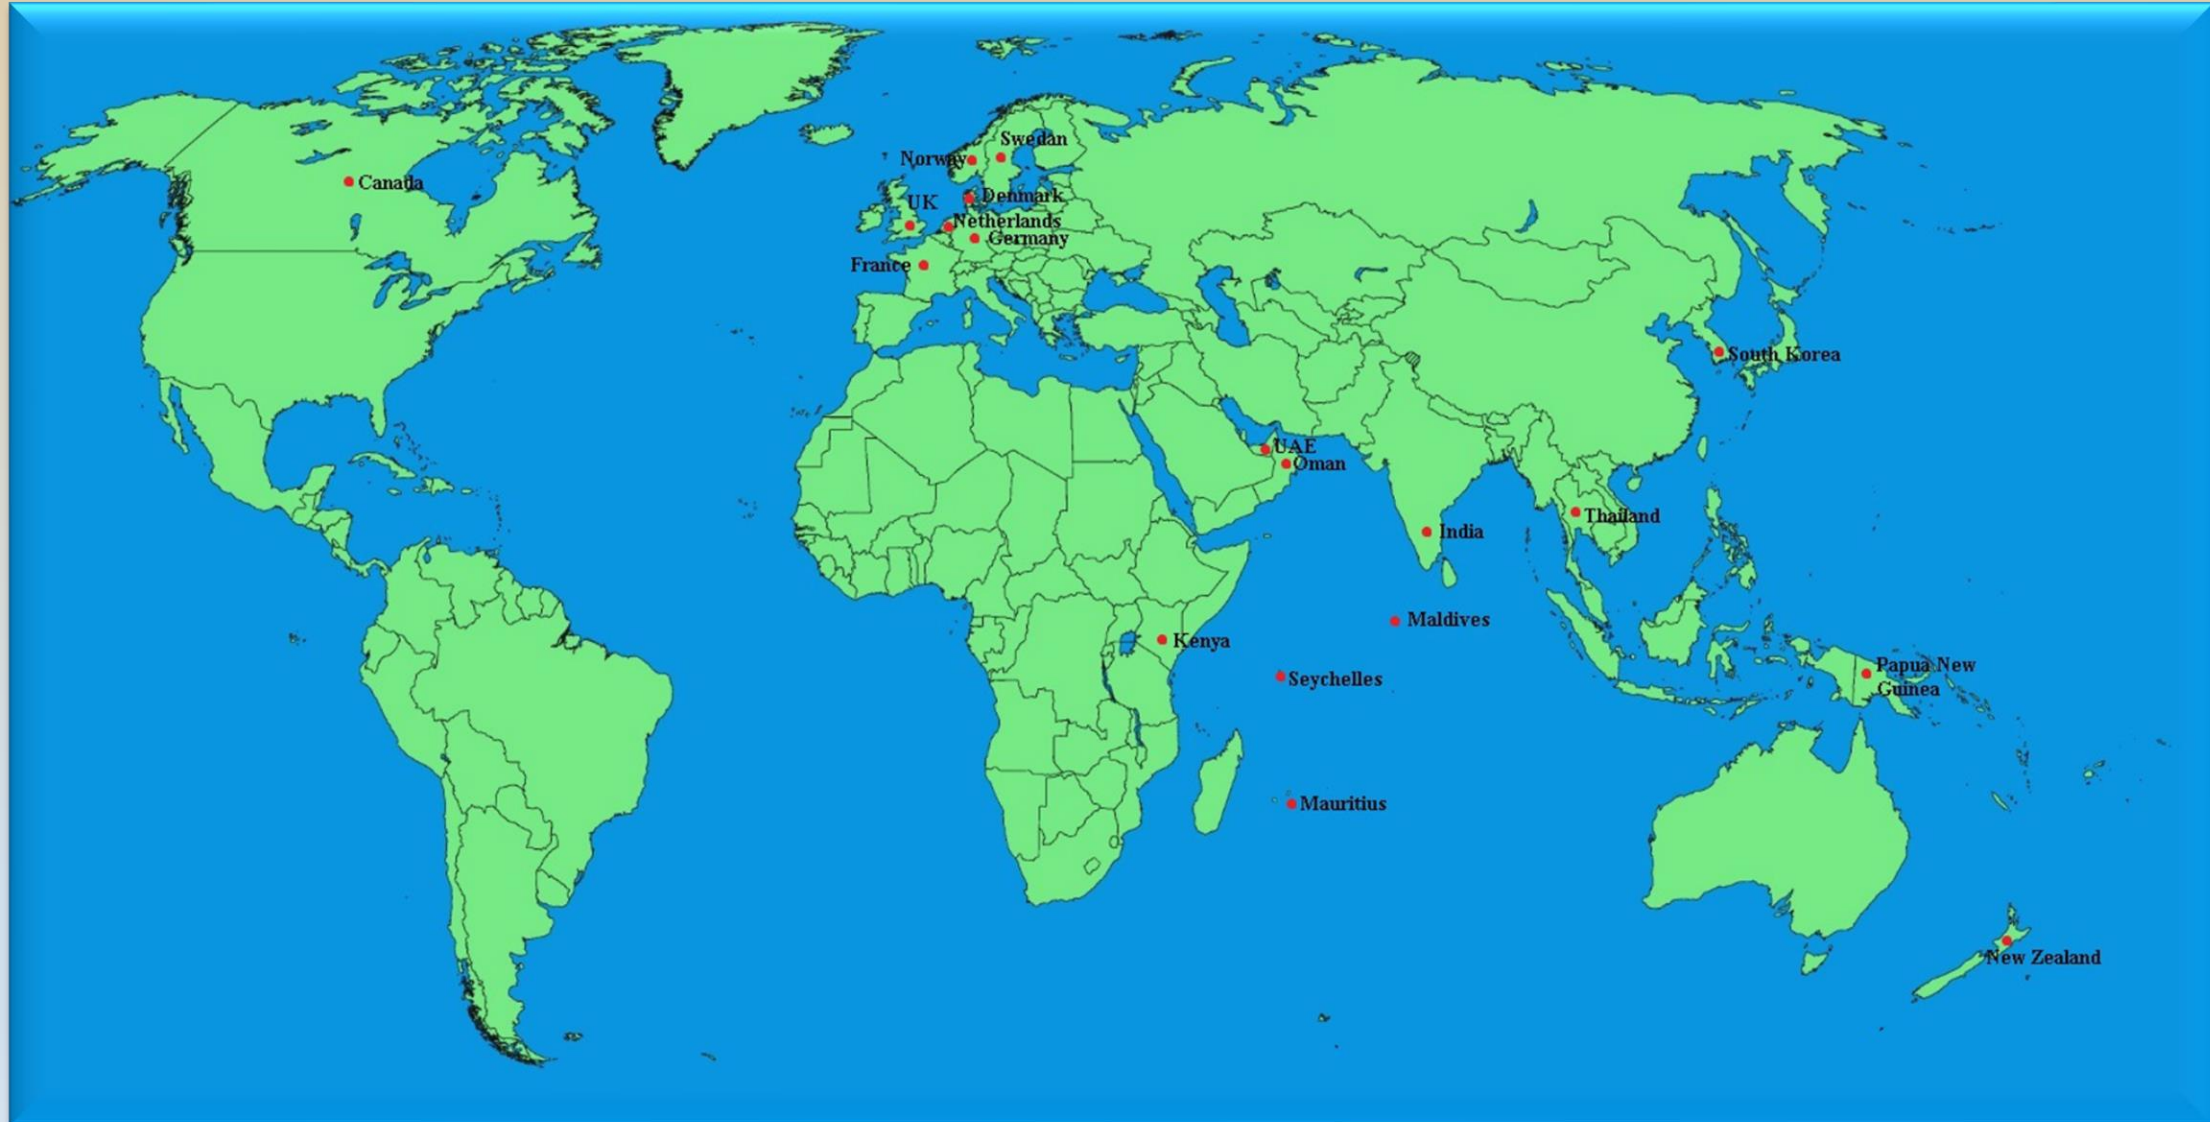 Swedan
Norway
Canada
Denmark
UK
Netherlands
Germany
France
South Korea
UAE
Oman
Thailand
India
Maldives
Kenya
Papua New
Guinea
Seychelles
Mauritius
New Zealand